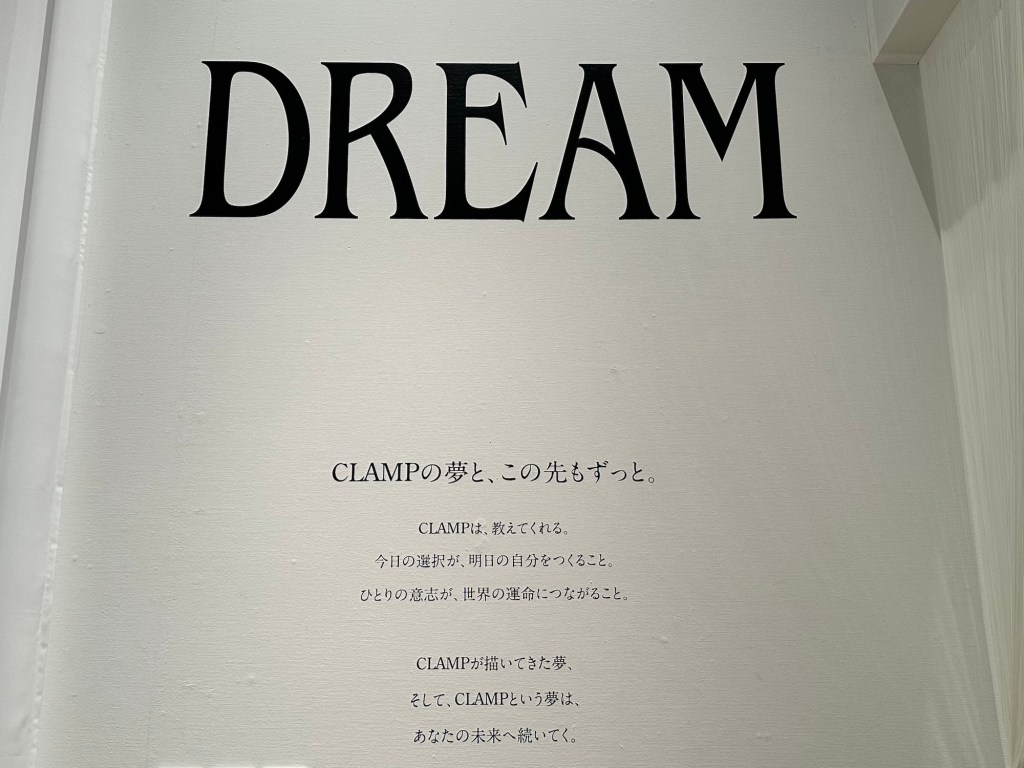 DREAM
CLAMPの夢と、この先もずっと。
CLAMPは、教えてくれる。
今日の選択が、明日の自分をつくること。
ひとりの意志が、世界の運命につながること。
CLAMPが描いてきた夢、
そして、CLAMPという夢は、
あなたの未来へ続いてく。